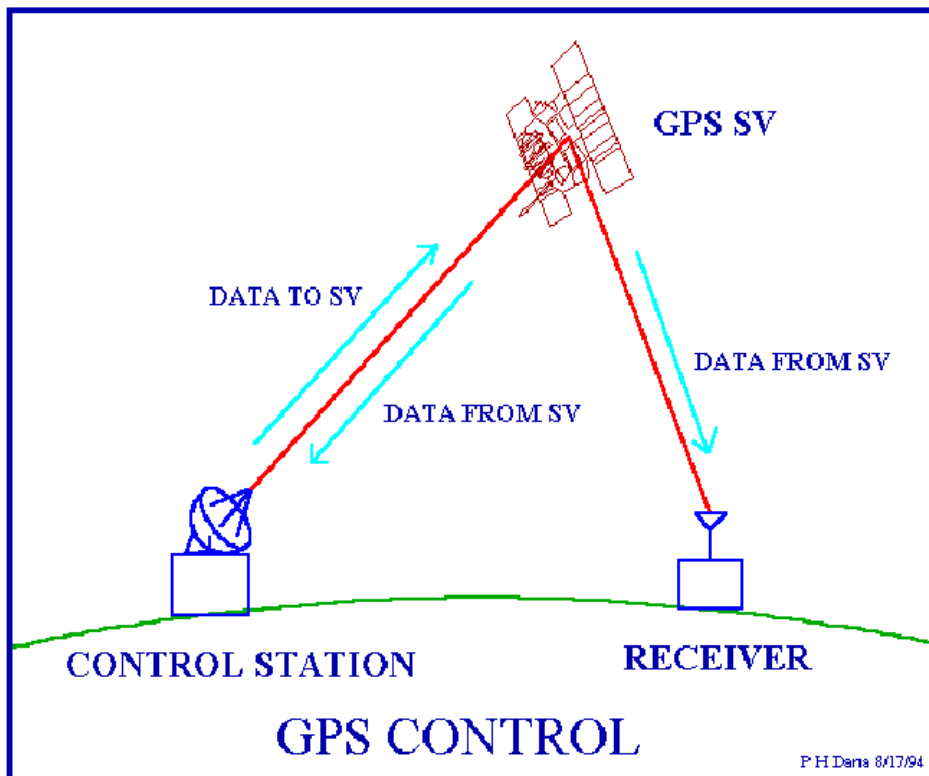 GPS SV
DATA TO SV
DATA FROM SV
DATA FROM SV
CONTROL STATION
RECEIVER
GPS CONTROL
P H Dana 8/17/94